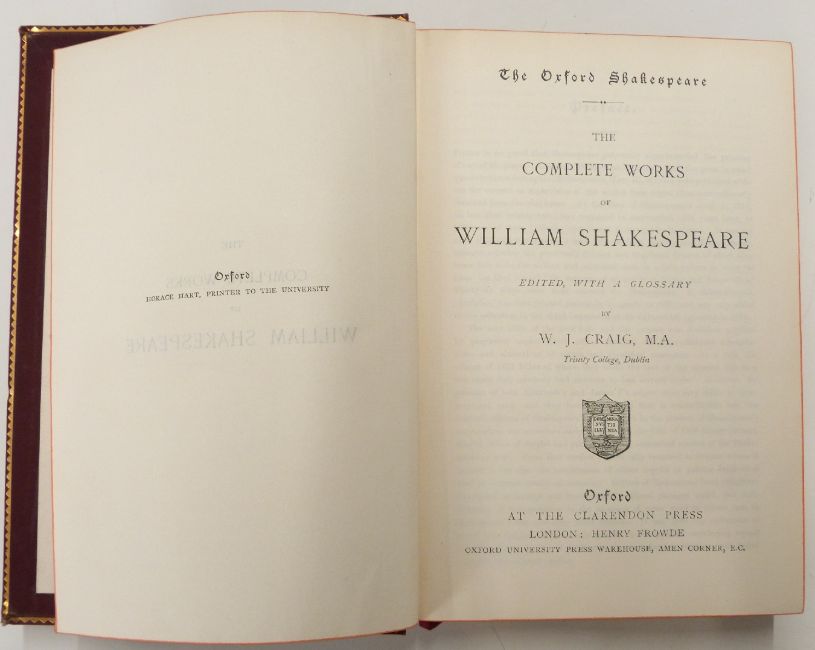 Oxford
HORACE HART, PRINTER TO THE UNIVERSITY
The Oxford Shakespeare
THE
COMPLETE WORKS
OF
WILLIAM SHAKESPEARE
EDITED, WITH A GLOSSARY
BY
W. J. CRAIG, M.A.
Trinity College, Dublin
Oxford
AT THE CLARENDON PRESS
LONDON: HENRY FROWDE
OXFORD UNIVERSITY PRESS WAREHOUSE, AMEN CORNER, E.C.